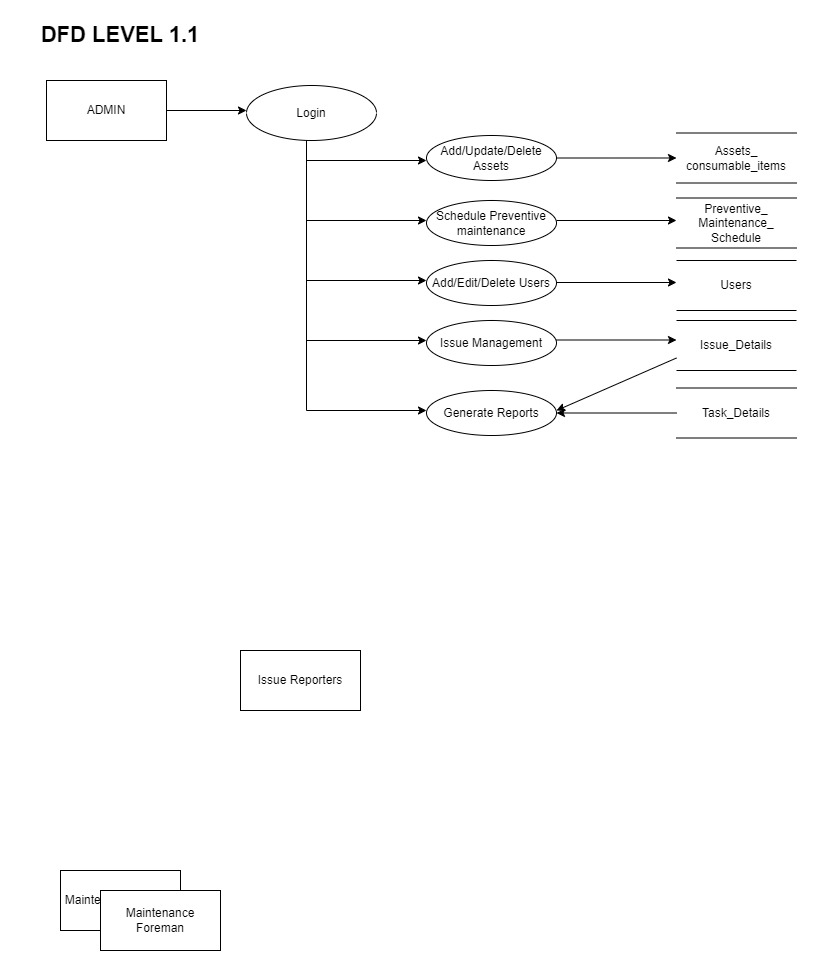 DFD LEVEL 1.1
ADMIN
Login
Add/Update/Delete
Assets
Assets_
consumable_items
Schedule Preventive
maintenance
Preventive_
Maintenance_
Schedule
Add/Edit/Delete Users
Users
Issue Management
Issue_Details
Generate Reports
Task_Details
Issue Reporters
Mainte
Maintenance
Foreman